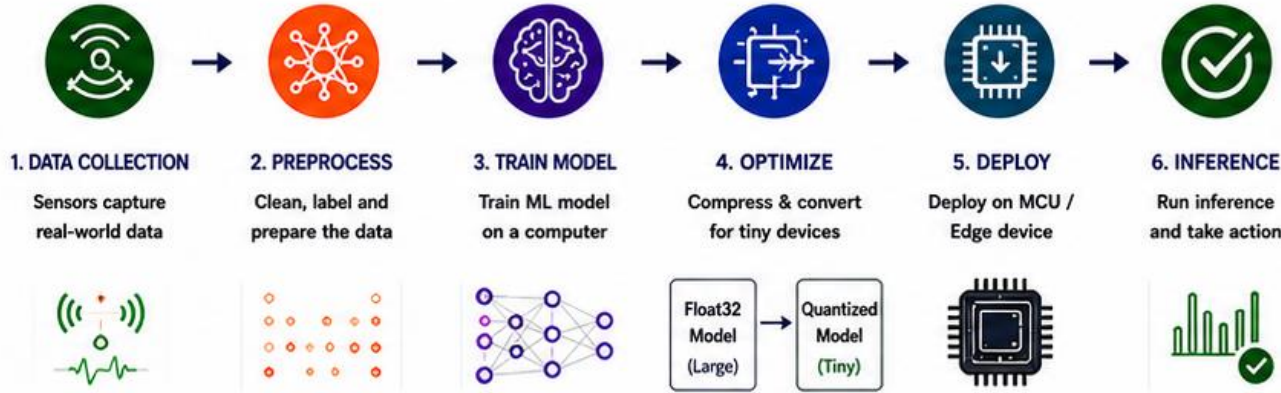 1. DATA COLLECTION
Sensors capture
real-world data
2. PREPROCESS
Clean, label and
prepare the data
3. TRAIN MODEL
Train ML model
on a computer
4. OPTIMIZE
Compress & convert
for tiny devices
Float32
Model
(Large)
Quantized
Model
(Tiny)
5. DEPLOY
Deploy on MCU /
Edge device
6. INFERENCE
Run inference
and take action